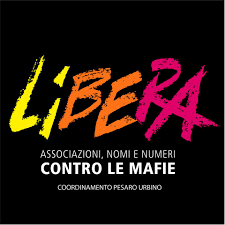 LiBERA
ASSOCIAZIONI, NOMI E NUMERI
CONTRO LE MAFIE
COORDINAMENTO PESARO URBINO